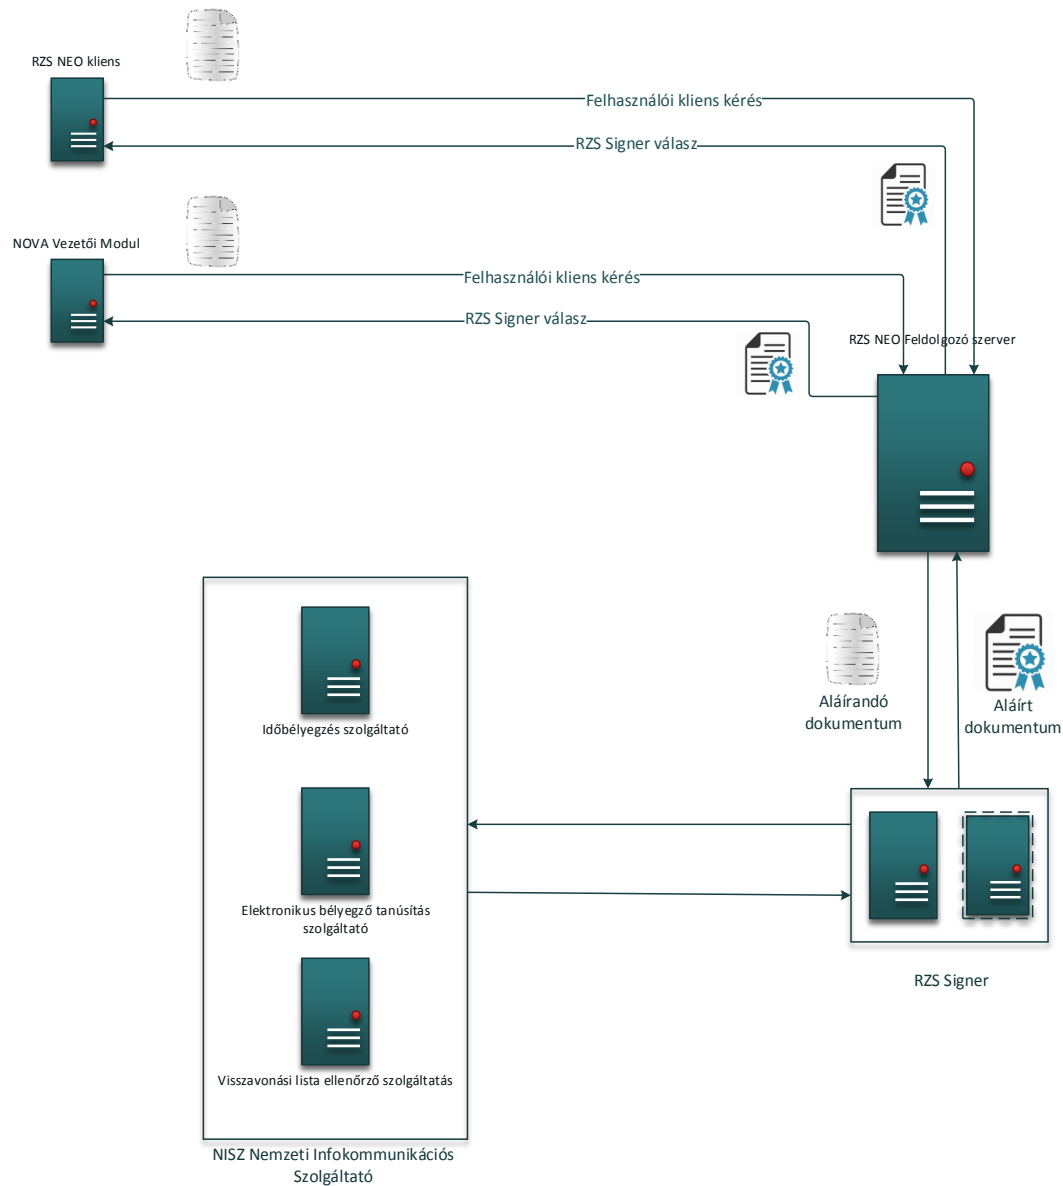 RZS NEO kliens
Felhasználói kliens kérés
RZS Signer válasz
NOVA Vezetői Modul
Felhasználói kliens kérés
RZS Signer válasz
RZS NEO Feldolgozó szerver
Aláírandó
dokumentum
Aláírt
dokumentum
Időbélyegzés szolgáltató
Elektronikus bélyegző tanúsítás
szolgáltató
RZS Signer
Visszavonási lista ellenőrző szolgáltatás
NISZ Nemzeti Infokommunikációs
Szolgáltató